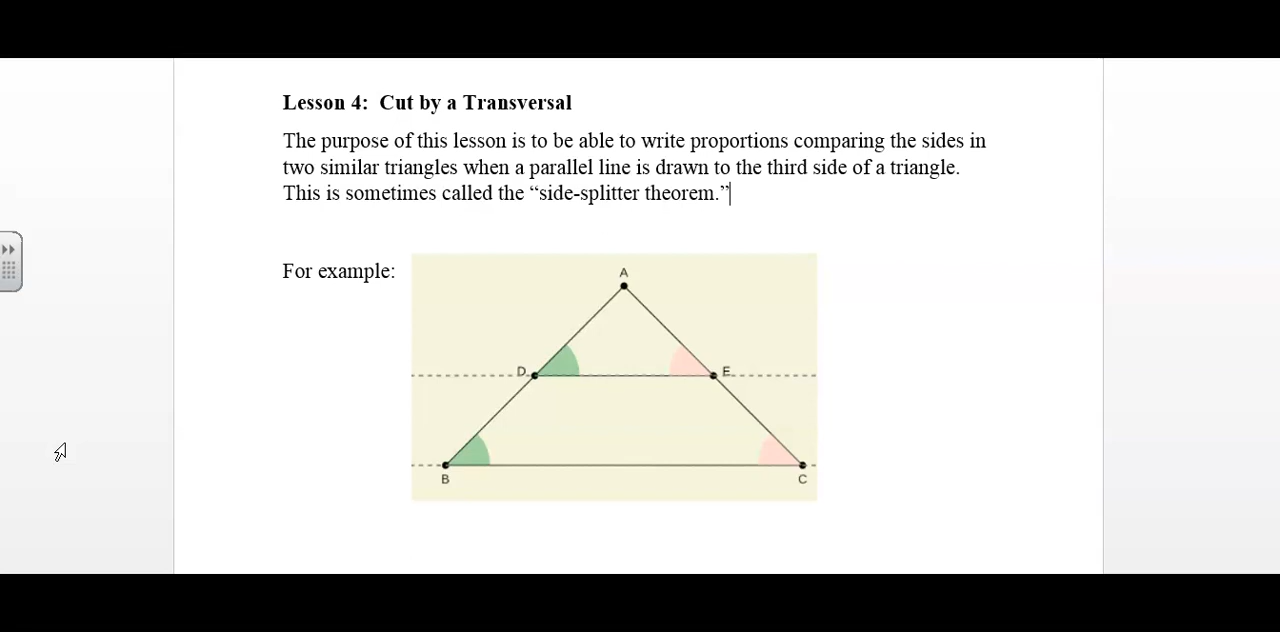 Lesson 4:  Cut by a Transversal
The purpose of this lesson is to be able to write proportions comparing the sides in
two similar triangles when a parallel line is drawn to the third side of a triangle.
This is sometimes called the “side-splitter theorem.”
For example:
A
D
E
B
C